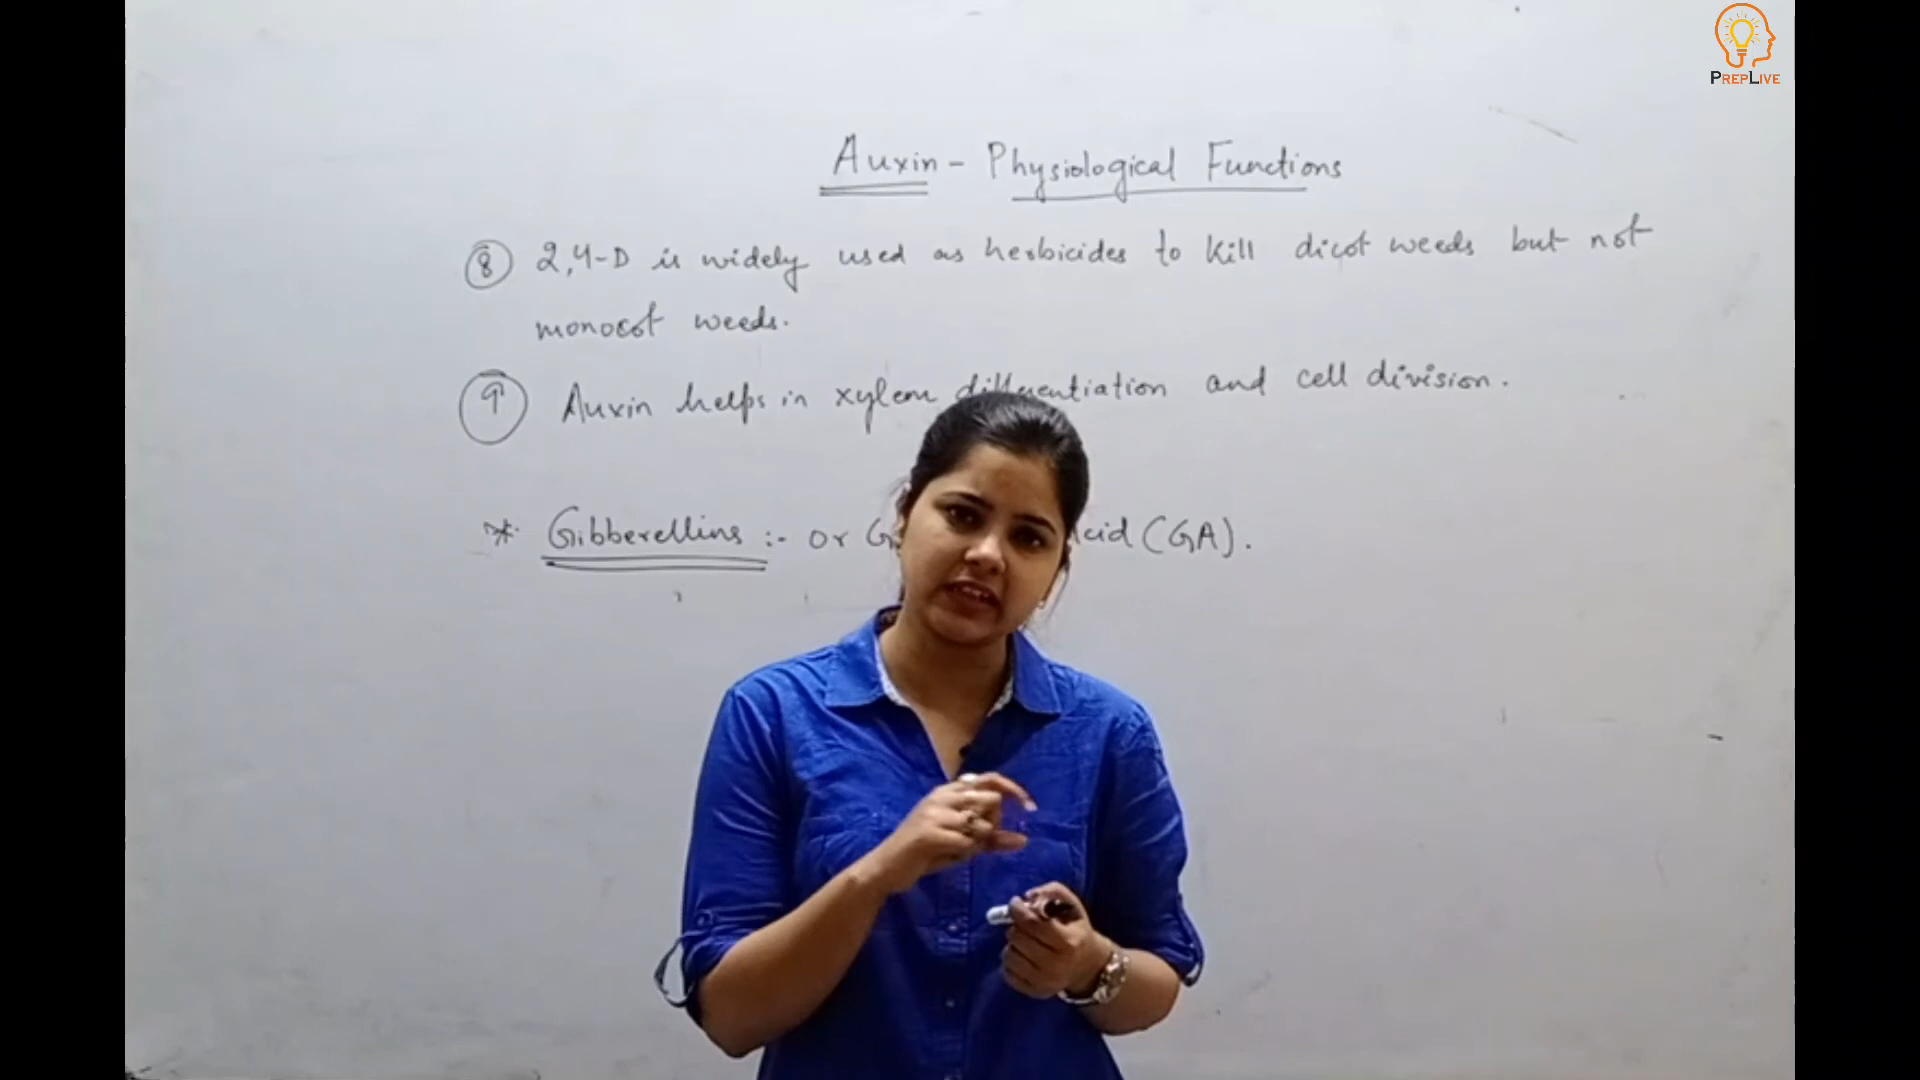 PREPLIVE
Auxin - Physiological Functions
⑧ 2,4-D is widely used as herbicides to kill dicot weeds but not
monocot weeds.
⑨ Auxin helps in xylem differentiation and cell division.
* Gibberellins :- or (GA).